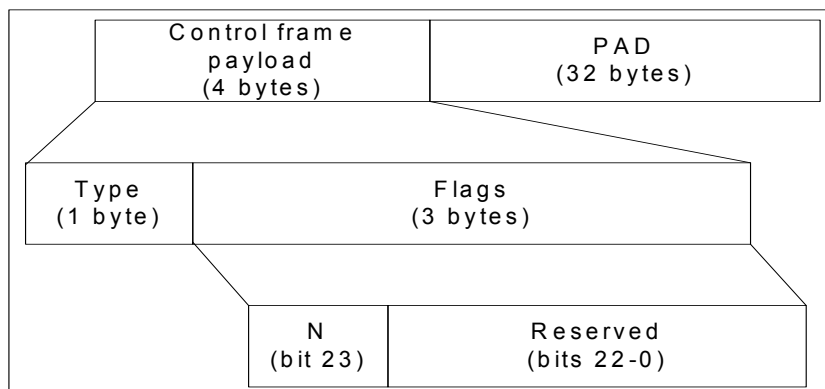 Control frame
payload
(4 bytes)
PAD
(32 bytes)
Type
(1 byte)
Flags
(3 bytes)
N
(bit 23)
Reserved
(bits 22-0)